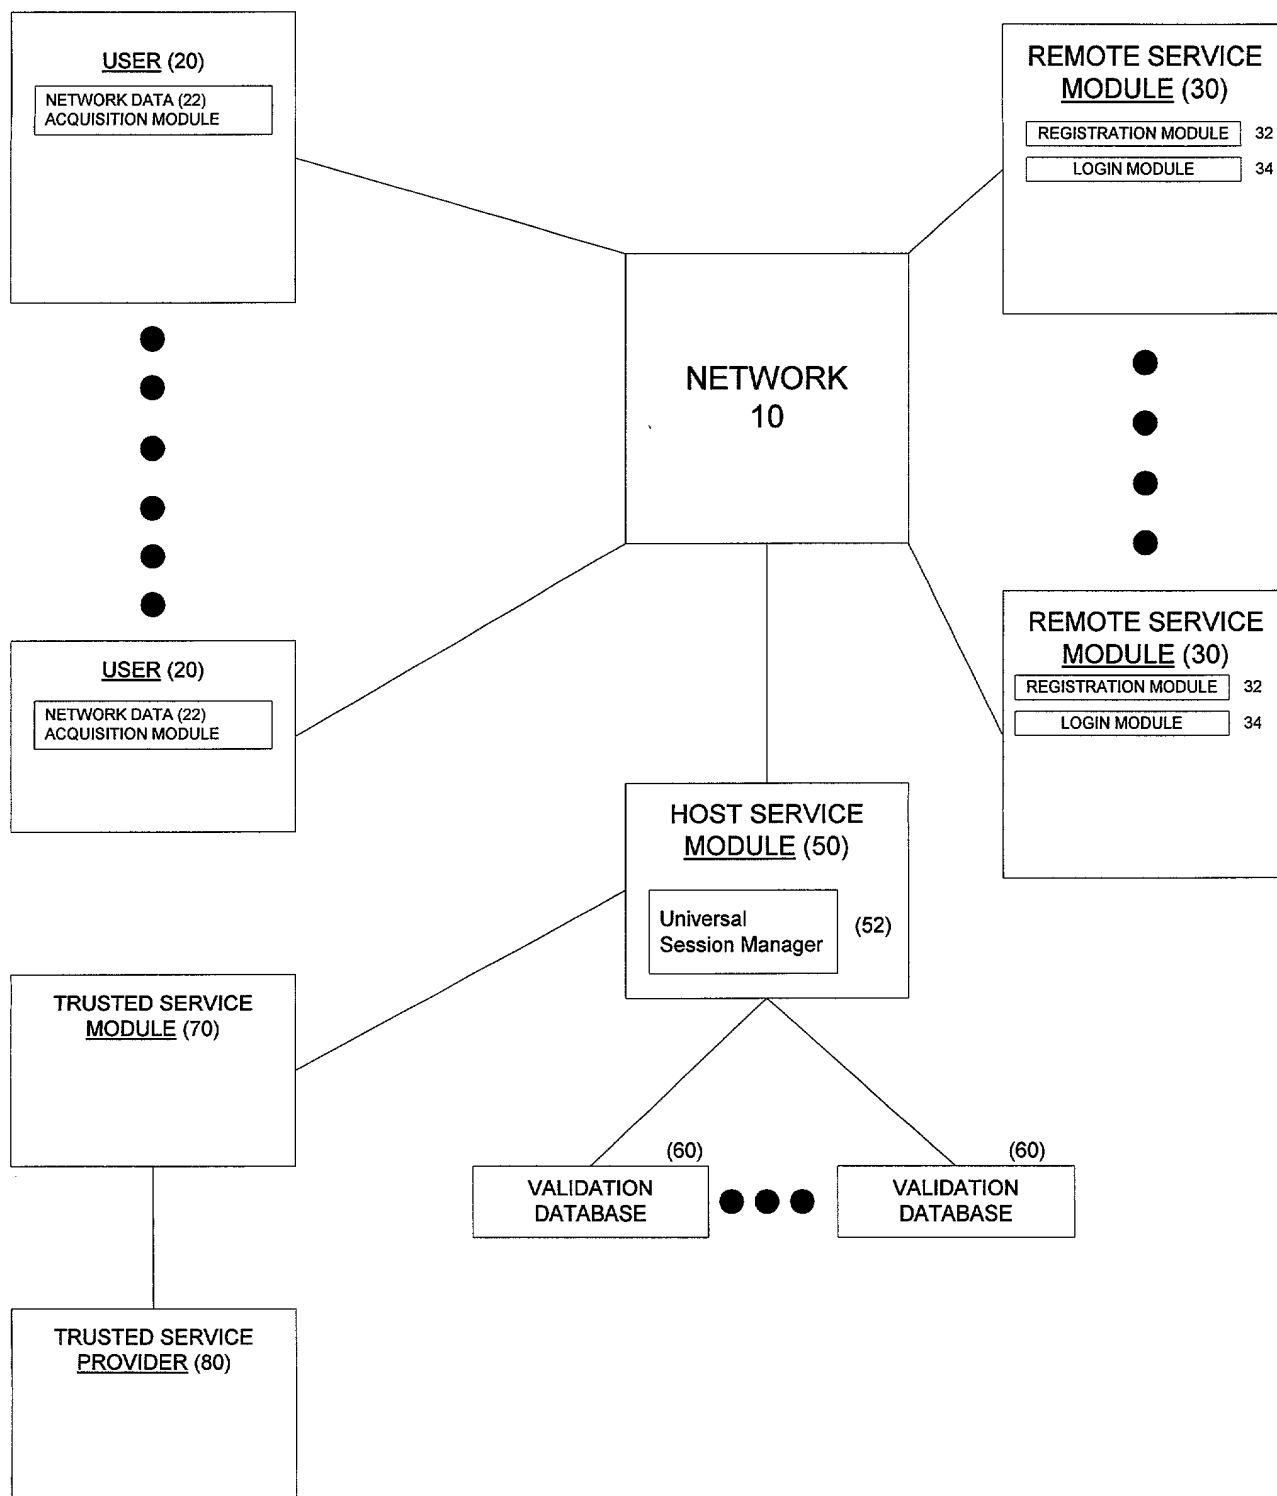 USER (20)
NETWORK DATA (22)
ACQUISITION MODULE
REMOTE SERVICE
MODULE (30)
REGISTRATION MODULE 32
LOGIN MODULE 34
NETWORK
10
USER (20)
NETWORK DATA (22)
ACQUISITION MODULE
REMOTE SERVICE
MODULE (30)
REGISTRATION MODULE 32
LOGIN MODULE 34
HOST SERVICE
MODULE (50)
Universal
Session Manager
(52)
TRUSTED SERVICE
MODULE (70)
(60)
VALIDATION
DATABASE
(60)
VALIDATION
DATABASE
TRUSTED SERVICE
PROVIDER (80)